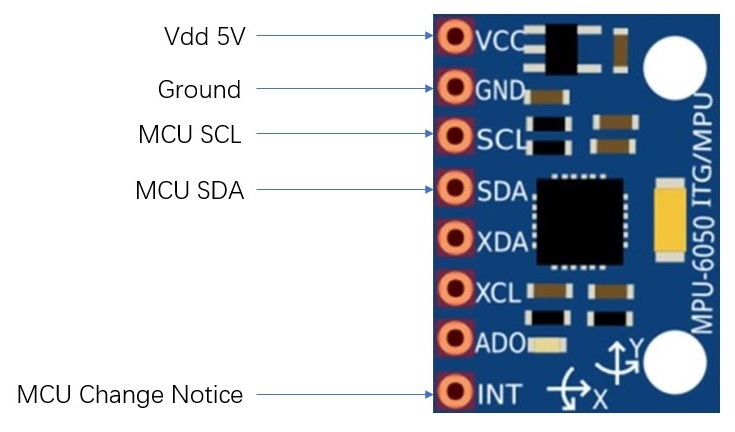 Vdd 5V
VCC
Ground
GND
MCU SCL
SCL
MCU SDA
SDA
XDA
XCL
ADO
MCU Change Notice
INT
MPU-6050 ITG/MPU
Y
X